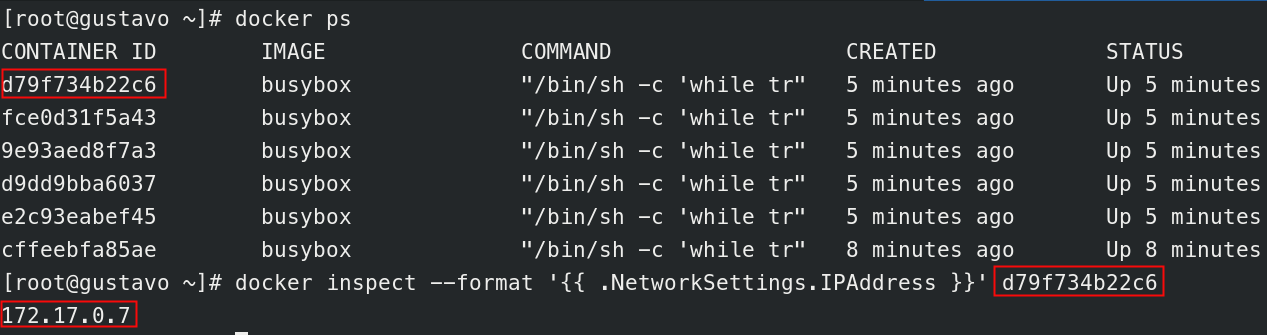 [root@gustavo ~]# docker ps
CONTAINER ID IMAGE COMMAND CREATED STATUS
d79f734b22c6 busybox "/bin/sh -c 'while tr" 5 minutes ago Up 5 minutes
fce0d31f5a43 busybox "/bin/sh -c 'while tr" 5 minutes ago Up 5 minutes
9e93aed8f7a3 busybox "/bin/sh -c 'while tr" 5 minutes ago Up 5 minutes
d9dd9bba6037 busybox "/bin/sh -c 'while tr" 5 minutes ago Up 5 minutes
e2c93eabef45 busybox "/bin/sh -c 'while tr" 5 minutes ago Up 5 minutes
cffeebfa85ae busybox "/bin/sh -c 'while tr" 8 minutes ago Up 8 minutes
[root@gustavo ~]# docker inspect --format '{{ .NetworkSettings.IPAddress }}' d79f734b22c6
172.17.0.7